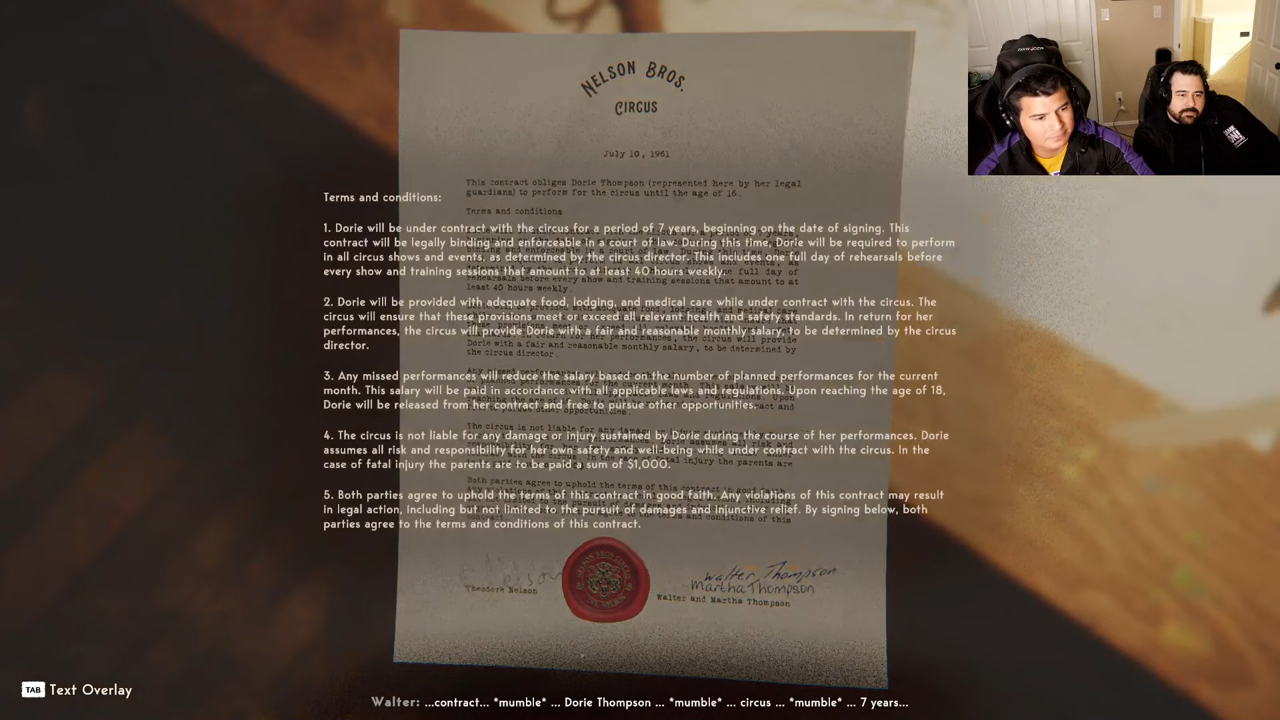 NELSON BROS.
CIRCUS
July 10, 1961
This contract obliges Dorie Thompson (represented here by her legal
guardians) to perform for the circus until the age of 16.
Terms and conditions
Terms and conditions:
1. Dorie will be under contract with the circus for a period of 7 years, beginning on the date of signing. This
contract will be legally binding and enforceable in a court of law. During this time, Dorie will be required to perform
in all circus shows and events, as determined by the circus director. This includes one full day of rehearsals before
every show and training sessions that amount to at least 40 hours weekly.
2. Dorie will be provided with adequate food, lodging, and medical care while under contract with the circus. The
circus will ensure that these provisions meet or exceed all relevant health and safety standards. In return for her
performances, the circus will provide Dorie with a fair and reasonable monthly salary, to be determined by the circus
director.
3. Any missed performances will reduce the salary based on the number of planned performances for the current
month. This salary will be paid in accordance with all applicable laws and regulations. Upon reaching the age of 18,
Dorie will be released from her contract and free to pursue other opportunities.
4. The circus is not liable for any damage or injury sustained by Dorie during the course of her performances. Dorie
assumes all risk and responsibility for her own safety and well-being while under contract with the circus. In the
case of fatal injury the parents are to be paid a sum of $1,000.
5. Both parties agree to uphold the terms of this contract in good faith. Any violations of this contract may result
in legal action, including but not limited to the pursuit of damages and injunctive relief. By signing below, both
parties agree to the terms and conditions of this contract.
Walter Thompson
Martha Thompson
Theodore Nelson
Walter and Martha Thompson
TAB Text Overlay
Walter: ...contract... *mumble* ... Dorie Thompson ... *mumble* ... circus ... *mumble* ... 7 years...